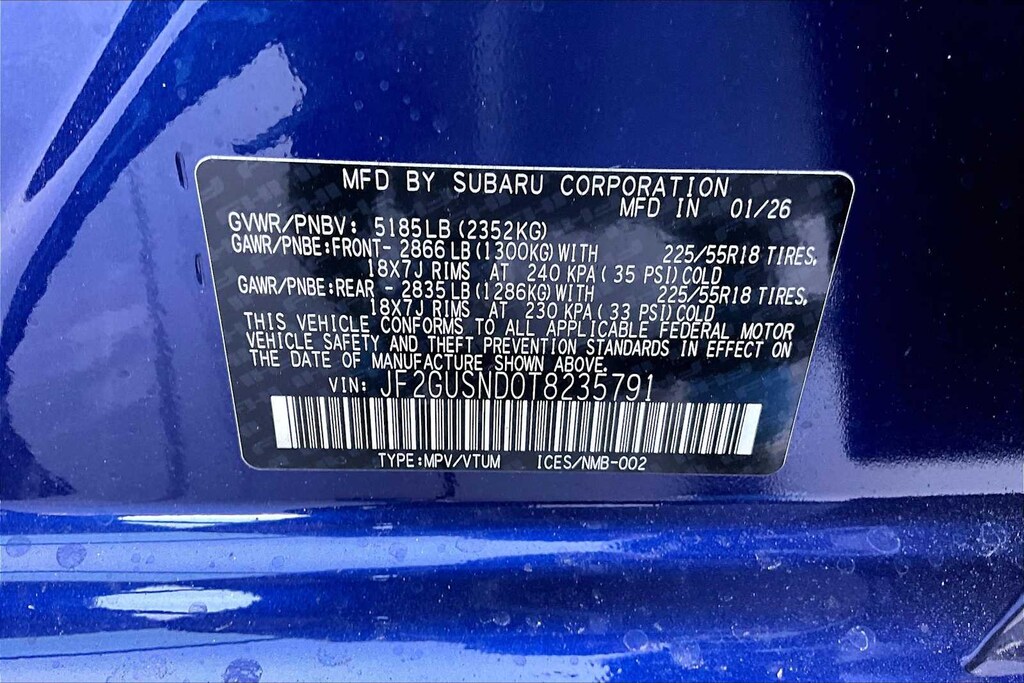 MFD BY SUBARU CORPORATION
MFD IN 01/26
GVWR/PNBV: 5185LB (2352KG)
GAWR/PNBE:FRONT- 2866 LB (1300KG) WITH 225/55R18 TIRES,
18X7J RIMS AT 240 KPA ( 35 PSI) COLD
GAWR/PNBE:REAR - 2835 LB (1286KG) WITH 225/55R18 TIRES,
18X7J RIMS AT 230 KPA ( 33 PSI) COLD
THIS VEHICLE CONFORMS TO ALL APPLICABLE FEDERAL MOTOR
VEHICLE SAFETY AND THEFT PREVENTION STANDARDS IN EFFECT ON
THE DATE OF MANUFACTURE SHOWN ABOVE.
VIN: JF2GUSND0T8235791
TYPE:MPV/VTUM ICES/NMB-002